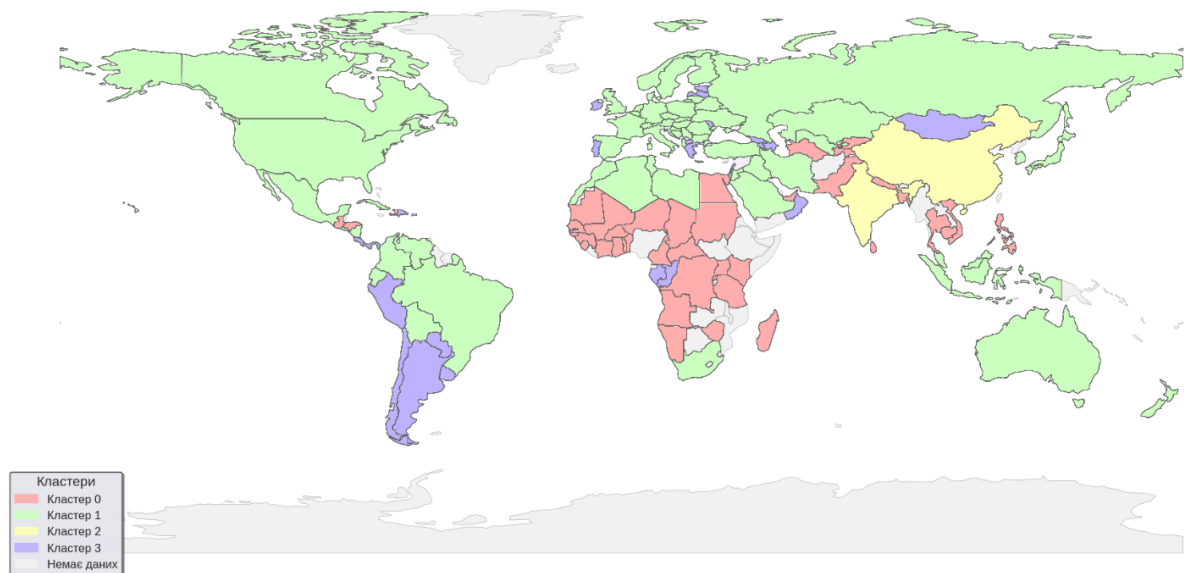 Кластери
Кластер 0
Кластер 1
Кластер 2
Кластер 3
Немає даних